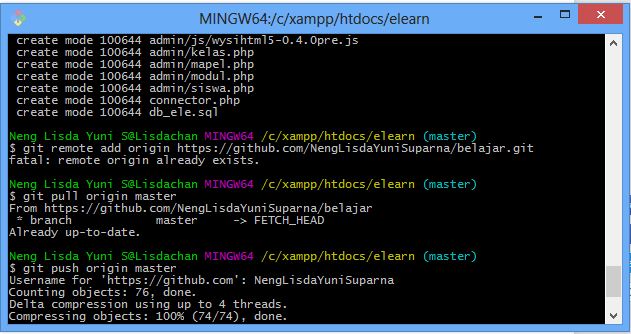 MINGW64:/c/xampp/htdocs/elearn
create mode 100644 admin/js/wysihtml5-0.4.0pre.js
create mode 100644 admin/kelas.php
create mode 100644 admin/mapel.php
create mode 100644 admin/modul.php
create mode 100644 admin/siswa.php
create mode 100644 connector.php
create mode 100644 db_ele.sql
Neng Lisda Yuni S@Lisdachan MINGW64 /c/xampp/htdocs/elearn (master)
$ git remote add origin https://github.com/NengLisdaYuniSuparna/belajar.git
fatal: remote origin already exists.
Neng Lisda Yuni S@Lisdachan MINGW64 /c/xampp/htdocs/elearn (master)
$ git pull origin master
From https://github.com/NengLisdaYuniSuparna/belajar
* branch            master     -> FETCH_HEAD
Already up-to-date.
Neng Lisda Yuni S@Lisdachan MINGW64 /c/xampp/htdocs/elearn (master)
$ git push origin master
Username for 'https://github.com': NengLisdaYuniSuparna
Counting objects: 76, done.
Delta compression using up to 4 threads.
Compressing objects: 100% (74/74), done.